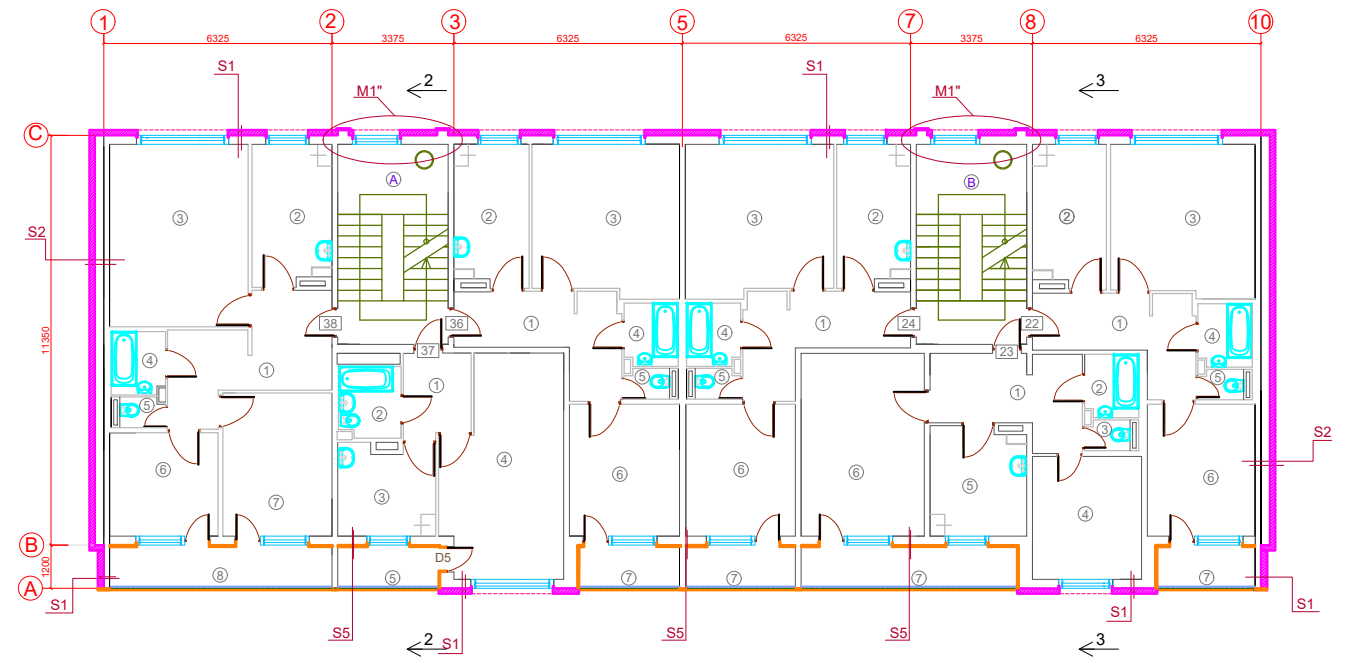 1 2 3 5 7 8 10
6325 3375 6325 6325 3375 6325
S1 2 S1 3
M1" M1"
C
A B
3 2 2 3 3 2 2 3
S2
38 36 1 24 1 22 1
11350
4 37 4 4 23 4
1 1 5 5 1 2 5
5 2 3
4 S2
6 7 3 6 6 6 5 4 6
B
D5
1200
8 5 7 7 7 7
A
S1 S1
S5 S1 S5 S5 S1
2 3